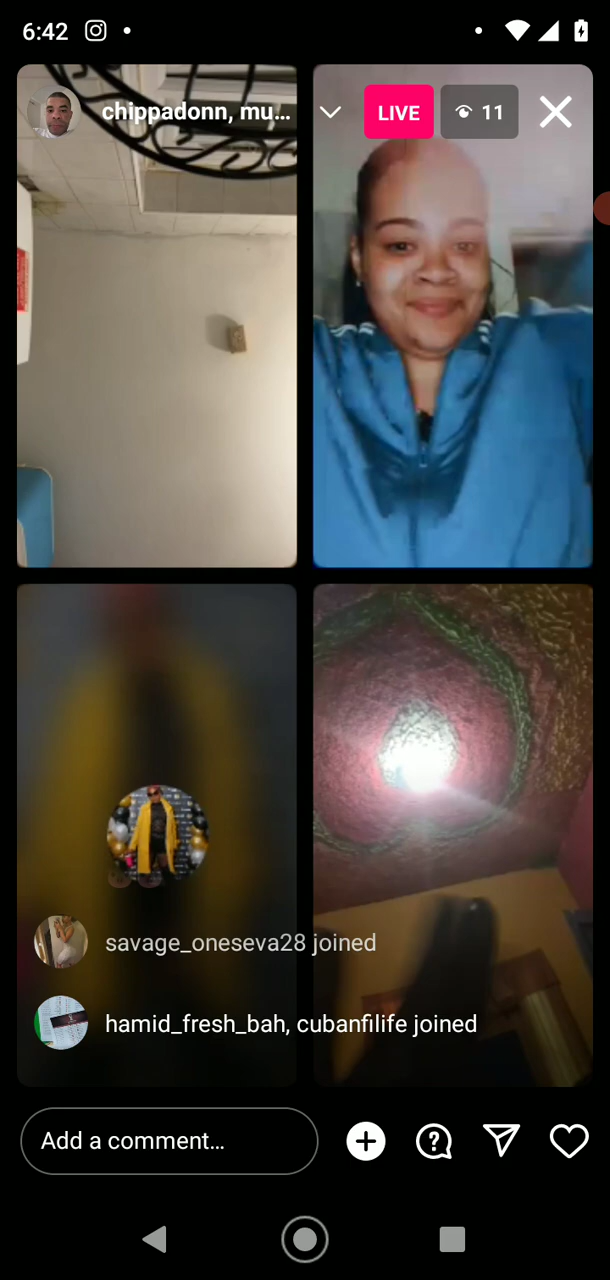 6:42
chippadonn, mu...
LIVE
11
savage_oneseva28 joined
hamid_fresh_bah, cubanfilife joined
Add a comment...